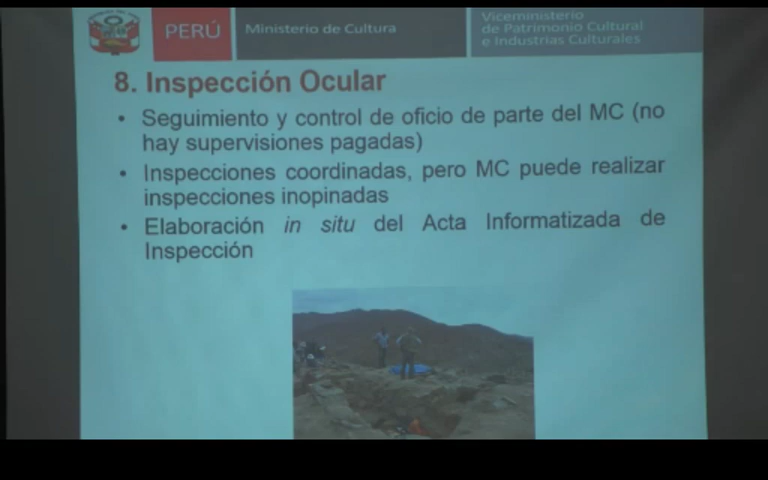 PERÚ
Ministerio de Cultura
Viceministerio
de Patrimonio Cultural
e Industrias Culturales
8. Inspección Ocular
• Seguimiento y control de oficio de parte del MC (no
hay supervisiones pagadas)
• Inspecciones coordinadas, pero MC puede realizar
inspecciones inopinadas
• Elaboración in situ del Acta Informatizada de
Inspección